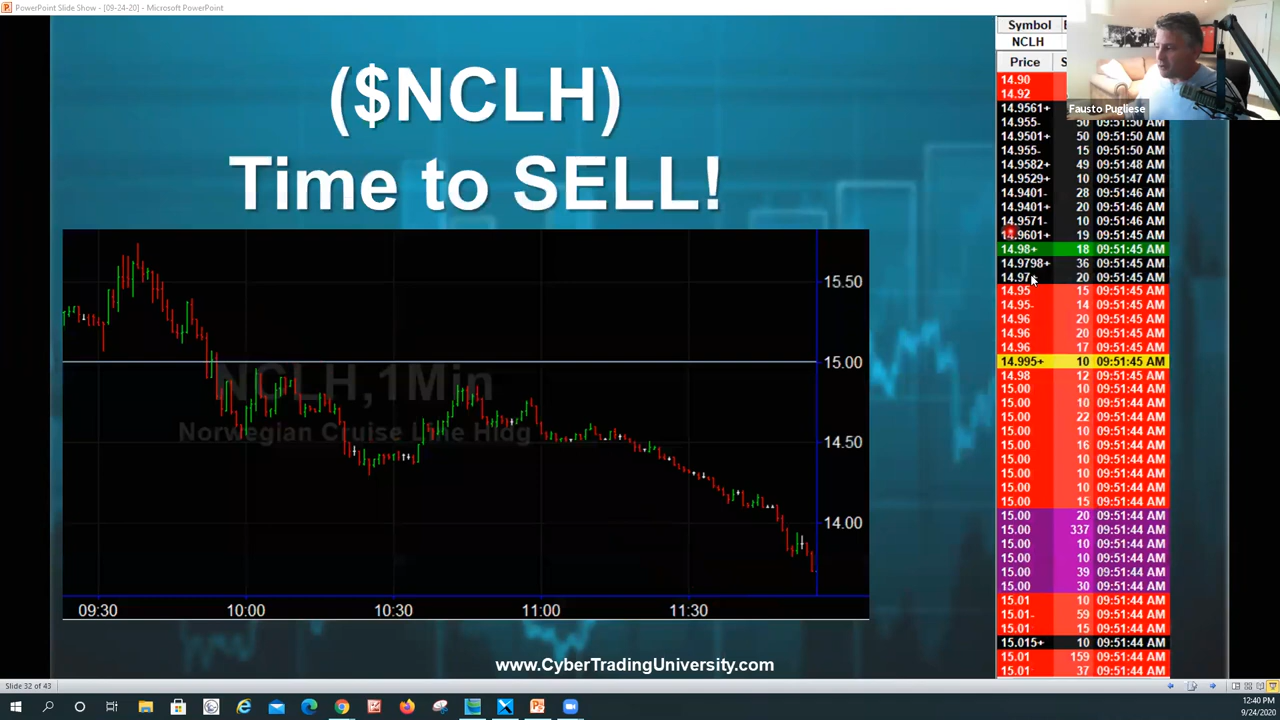 PowerPoint Slide Show - [09-24-20] - Microsoft PowerPoint
($NCLH)
Time to SELL!
NCLH,1Min
Norwegian Cruise Line Hldg
15.50
15.00
14.50
14.00
09:30 10:00 10:30 11:00 11:30
www.CyberTradingUniversity.com
Symbol
NCLH
Price
Fausto Pugliese
14.90
14.92
14.9561+
14.955- 50 09:51:50 AM
14.9501+ 50 09:51:50 AM
14.955- 15 09:51:50 AM
14.9582+ 49 09:51:48 AM
14.9529+ 10 09:51:47 AM
14.9401- 28 09:51:46 AM
14.9401+ 20 09:51:46 AM
14.9571- 10 09:51:46 AM
14.9601+ 19 09:51:45 AM
14.98+ 18 09:51:45 AM
14.9798+ 36 09:51:45 AM
14.97 20 09:51:45 AM
14.95 15 09:51:45 AM
14.95- 14 09:51:45 AM
14.96 20 09:51:45 AM
14.96 20 09:51:45 AM
14.96 17 09:51:45 AM
14.995+ 10 09:51:45 AM
14.98 12 09:51:45 AM
15.00 10 09:51:44 AM
15.00 10 09:51:44 AM
15.00 22 09:51:44 AM
15.00 10 09:51:44 AM
15.00 16 09:51:44 AM
15.00 10 09:51:44 AM
15.00 10 09:51:44 AM
15.00 10 09:51:44 AM
15.00 15 09:51:44 AM
15.00 20 09:51:44 AM
15.00 337 09:51:44 AM
15.00 10 09:51:44 AM
15.00 10 09:51:44 AM
15.00 39 09:51:44 AM
15.00 30 09:51:44 AM
15.01 10 09:51:44 AM
15.01- 59 09:51:44 AM
15.01 15 09:51:44 AM
15.015+ 10 09:51:44 AM
15.01 159 09:51:44 AM
15.01 37 09:51:44 AM
Slide 32 of 43
12:40 PM
9/24/2020